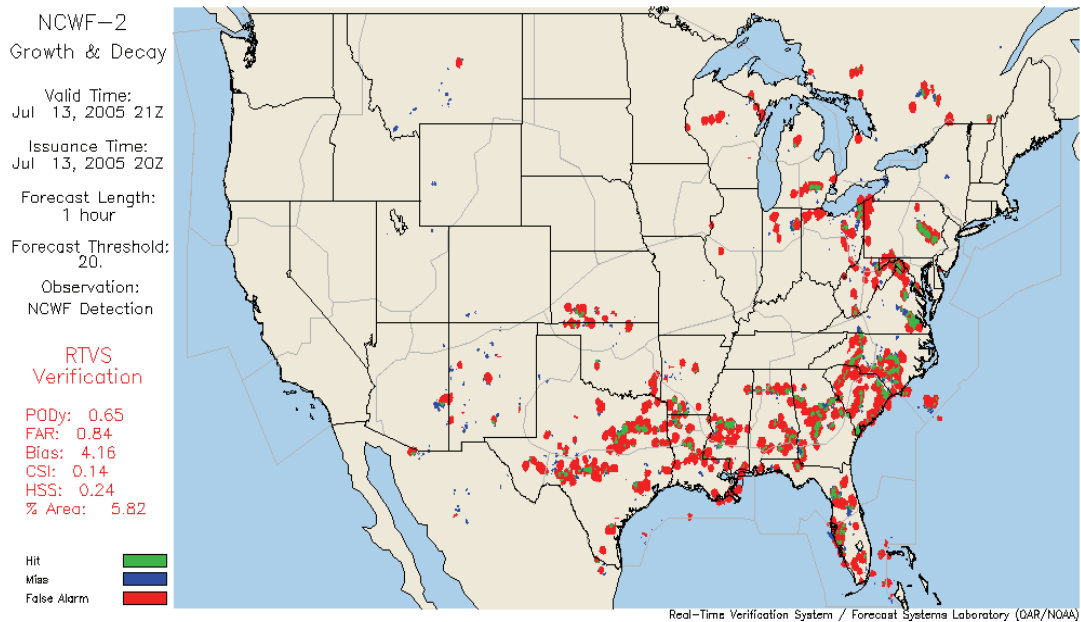 NCWF-2
Growth & Decay
Valid Time:
Jul 13, 2005 21Z
Issuance Time:
Jul 13, 2005 20Z
Forecast Length:
1 hour
Forecast Threshold:
20.
Observation:
NCWF Detection
RTVS
Verification
PODy: 0.65
FAR: 0.84
Bias: 4.16
CSI: 0.14
HSS: 0.24
% Area: 5.82
Hit
Miss
False Alarm
Real-Time Verification System / Forecast Systems Laboratory (OAR/NOAA)